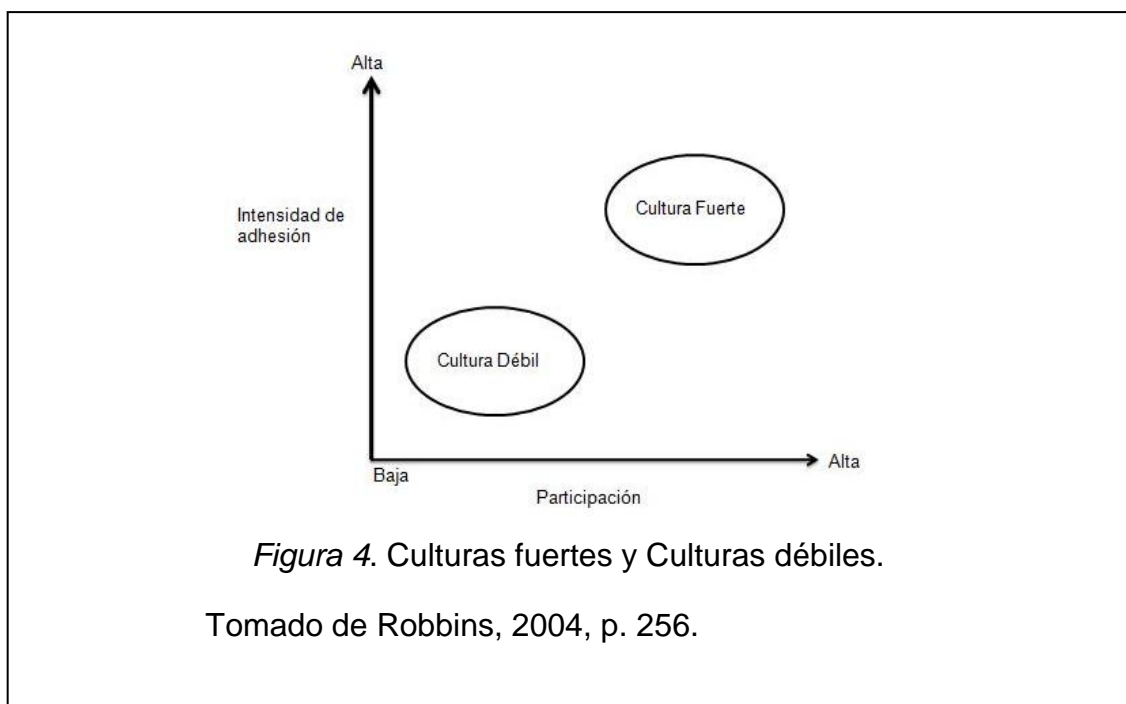 Alta
Intensidad de
adhesión
Cultura Fuerte
Cultura Débil
Baja
Alta
Participación
Figura 4. Culturas fuertes y Culturas débiles.
Tomado de Robbins, 2004, p. 256.